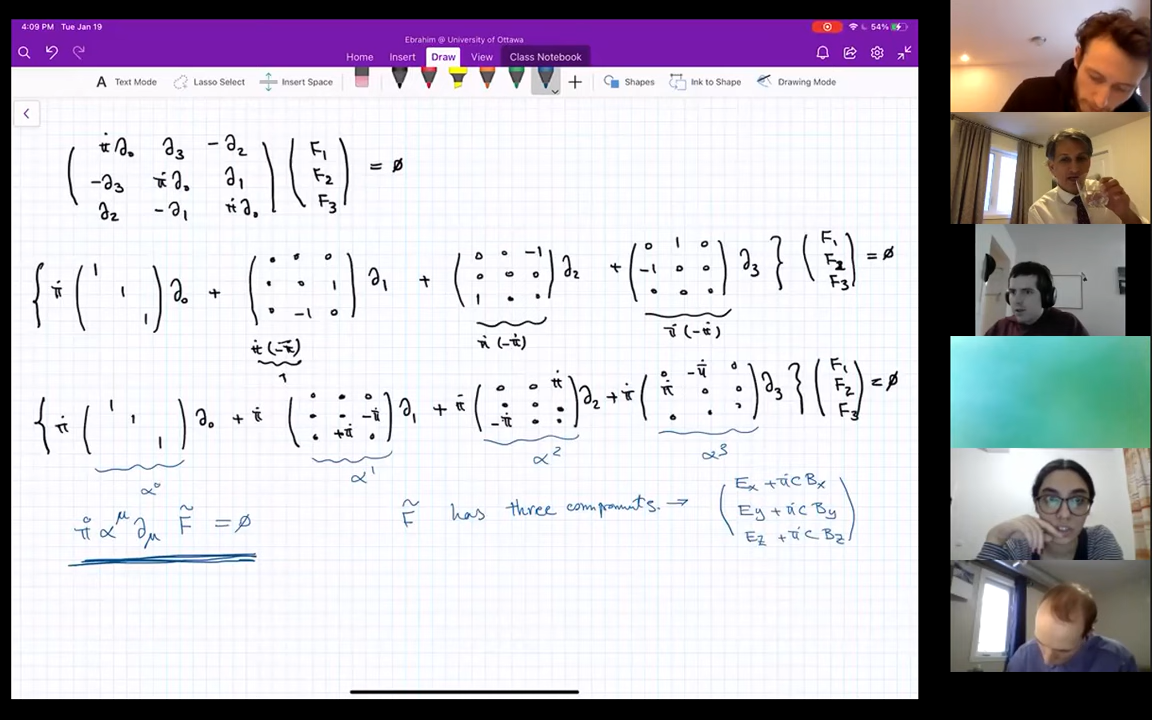 4:09 PM Tue Jan 19
54%
Ebrahim @ University of Ottawa
Home Insert Draw View Class Notebook
Text Mode Lasso Select Insert Space Shapes Ink to Shape Drawing Mode
( i∂₀ ∂₃ -∂₂ ) ( F₁ )
( -∂₃ i∂₀ ∂₁ ) ( F₂ ) = ∅
( ∂₂ -∂₁ i∂₀ ) ( F₃ )
{ i ( 1 1 1 ) ∂₀ + ( 0 0 0 / 0 0 1 / 0 -1 0 ) ∂₁ + ( 0 0 -1 / 0 0 0 / 1 0 0 ) ∂₂ + ( 0 1 0 / -1 0 0 / 0 0 0 ) ∂₃ } ( F₁ F₂ F₃ ) = ∅
i(-i) i(-i) i(-i)
1
{ i ( 1 1 1 ) ∂₀ + i ( 0 0 0 / 0 0 -i / 0 +i 0 ) ∂₁ + i ( 0 0 i / 0 0 0 / -i 0 0 ) ∂₂ + i ( 0 -i 0 / i 0 0 / 0 0 0 ) ∂₃ } ( F₁ F₂ F₃ ) = ∅
α⁰ α¹ α² α³
i α^μ ∂_μ F̃ = ∅ F̃ has three components. → ( Ex + i c Bx
Ey + i c By
Ez + i c Bz )